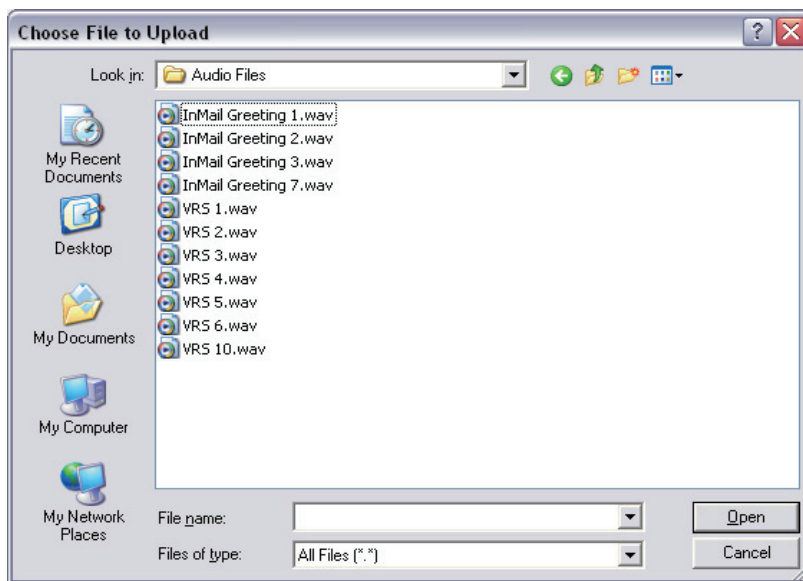 Choose File to Upload
Look in: Audio Files
My Recent
Documents
Desktop
My Documents
My Computer
My Network
Places
InMail Greeting 1.wav
InMail Greeting 2.wav
InMail Greeting 3.wav
InMail Greeting 7.wav
VRS 1.wav
VRS 2.wav
VRS 3.wav
VRS 4.wav
VRS 5.wav
VRS 6.wav
VRS 10.wav
File name: Open
Files of type: All Files (*.*) Cancel